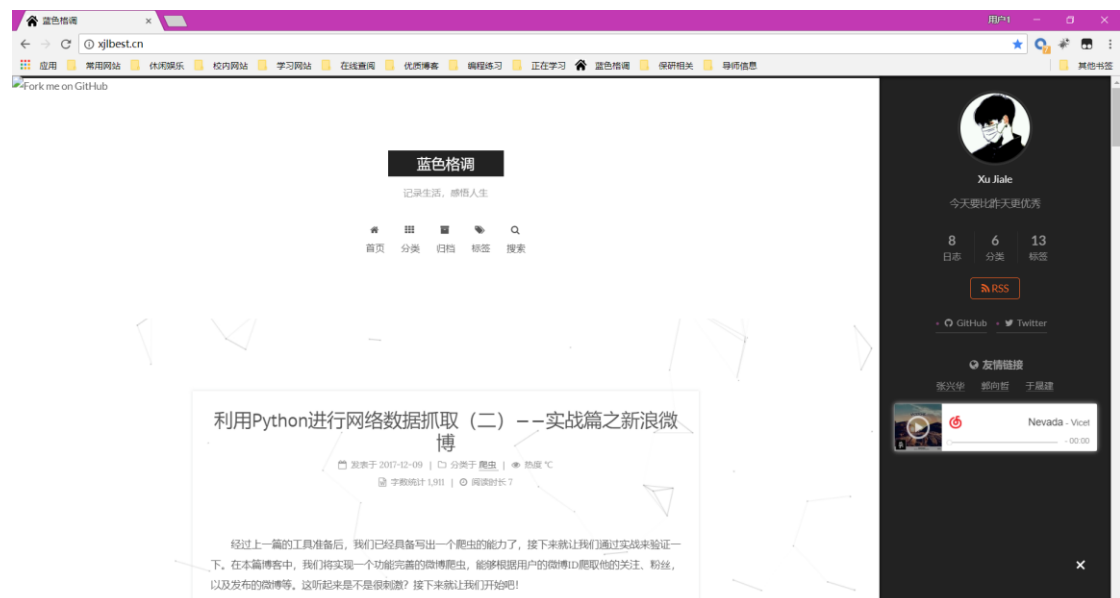 蓝色格调
用户1
xjlbest.cn
应用 常用网站 休闲娱乐 校内网站 学习网站 在线查阅 优质博客 编程练习 正在学习 蓝色格调 保研相关 导师信息 其他书签
Fork me on GitHub
蓝色格调
记录生活，感悟人生
首页 分类 归档 标签 搜索
利用Python进行网络数据抓取（二）——实战篇之新浪微
博
发表于 2017-12-09 | 分类于 爬虫 | 热度 ℃
字数统计 1,911 | 阅读时长 7
经过上一篇的工具准备后，我们已经具备写出一个爬虫的能力了，接下来就让我们通过实战来验证一
下。在本篇博客中，我们将实现一个功能完善的微博爬虫，能够根据用户的微博ID爬取他的关注、粉丝，
以及发布的微博等。这听起来是不是很刺激？接下来就让我们开始吧！
Xu Jiale
今天要比昨天更优秀
8 6 13
日志 分类 标签
RSS
GitHub Twitter
友情链接
张兴华 郭向哲 于晟建
Nevada - Vicet
- 00:00